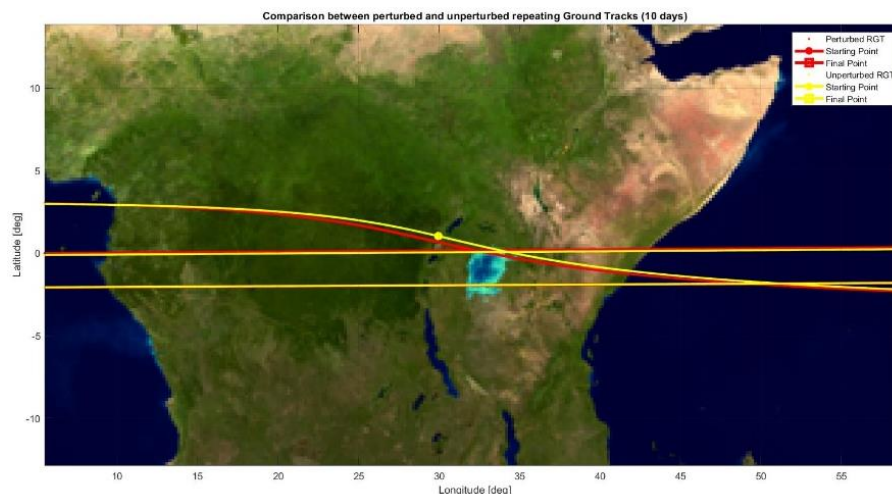 Comparison between perturbed and unperturbed repeating Ground Tracks (10 days)
Perturbed RGT
Starting Point
Final Point
Unperturbed RGT
Starting Point
Final Point
10
5
0
-5
-10
Latitude [deg]
10
15
20
25
30
35
40
45
50
55
Longitude [deg]